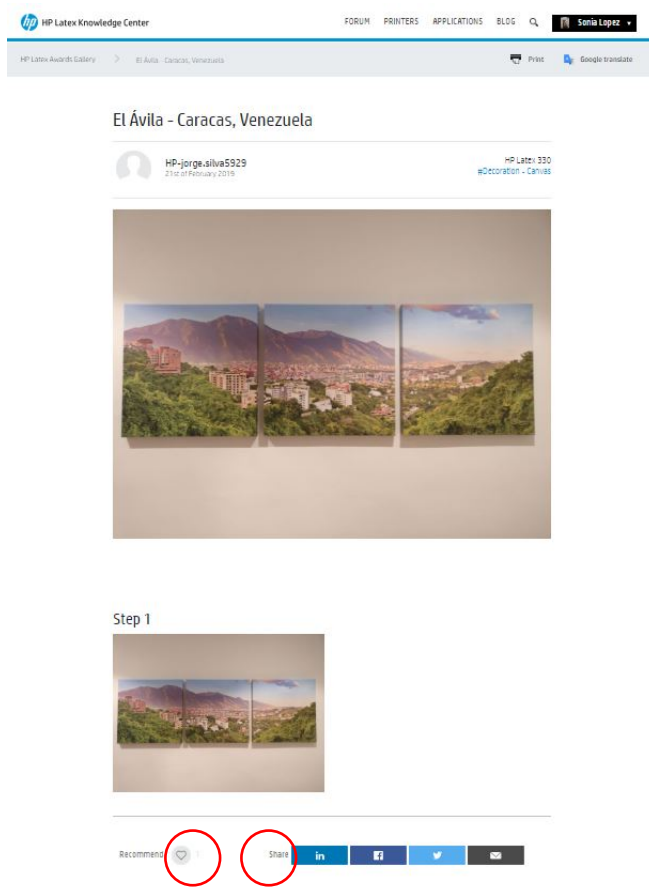 hp HP Latex Knowledge Center FORUM PRINTERS APPLICATIONS BLOG Sonia Lopez
HP Latex Awards Gallery > El Ávila - Caracas, Venezuela Print Google translate
El Ávila - Caracas, Venezuela
HP-jorge.silva5929 HP Latex 330
21st of February 2019 #Decoration - Canvas
Step 1
Recommend 1 Share in f